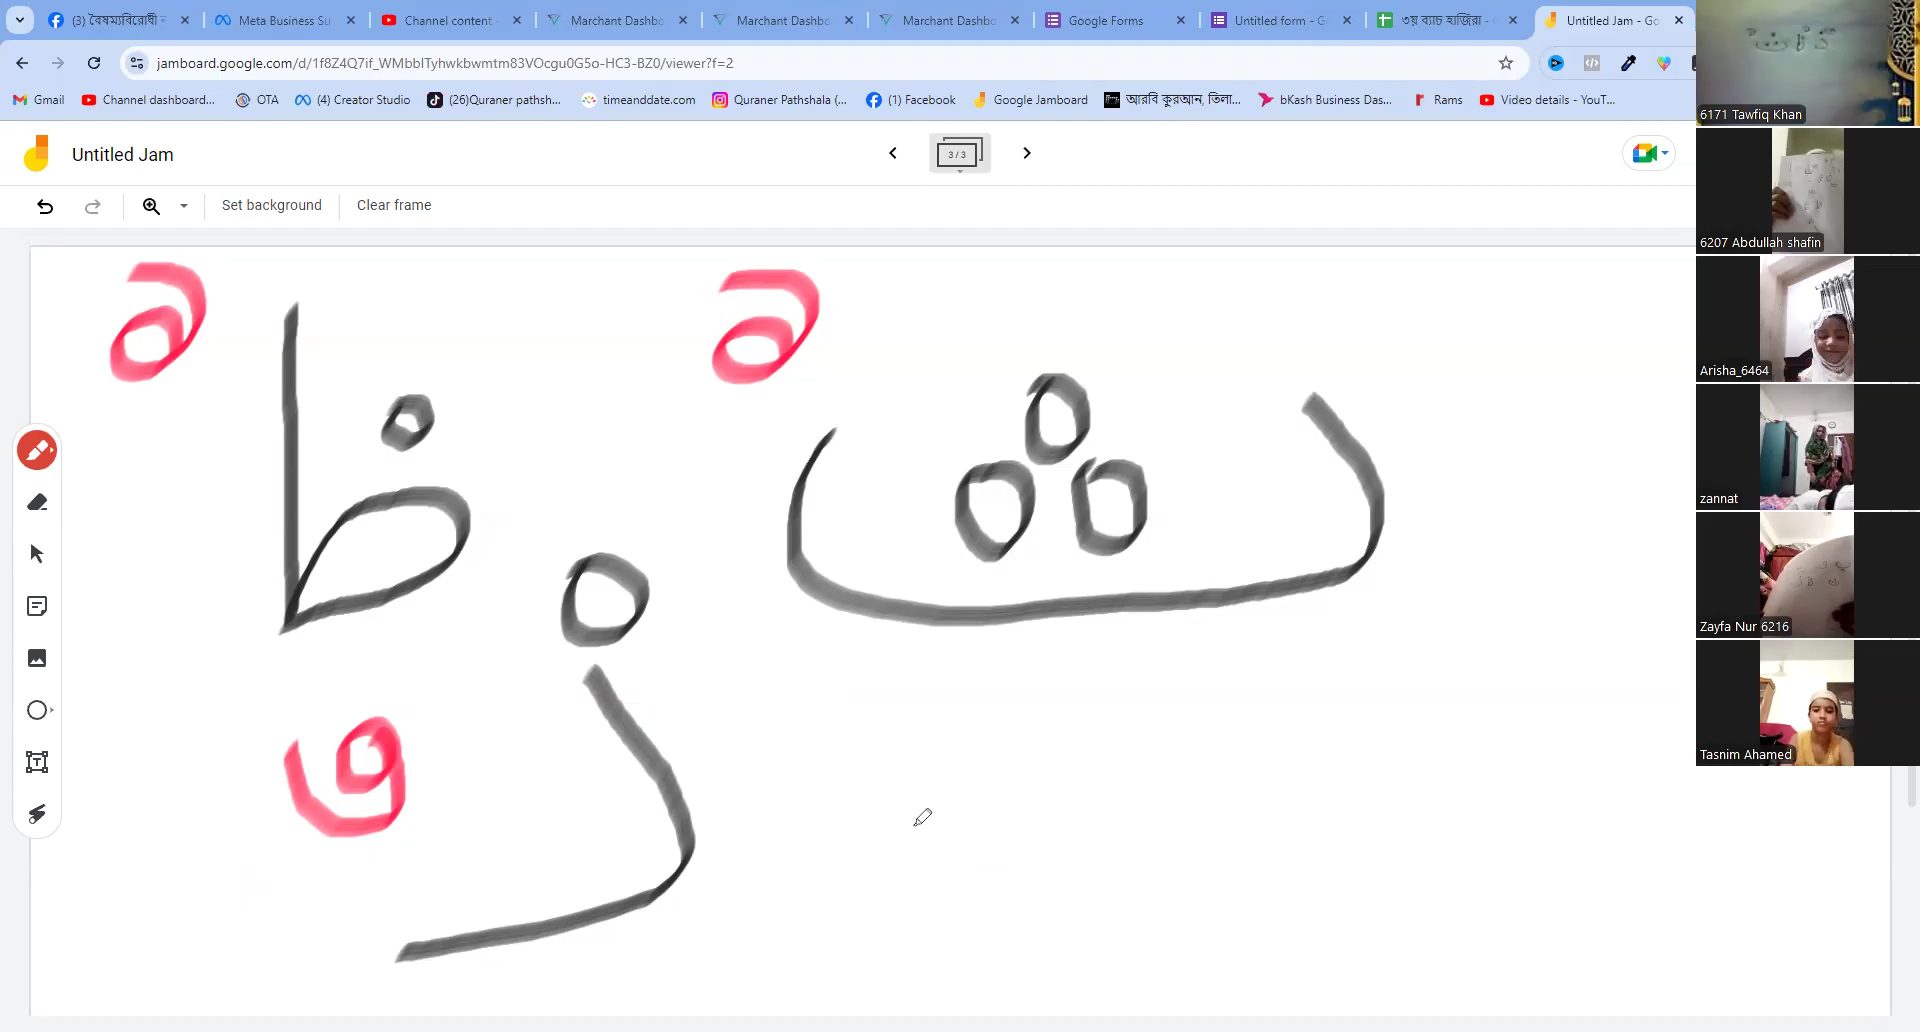 (3) বৈষম্যবিরোধী
Meta Business Su
Channel content -
Marchant Dashbo
Marchant Dashbo
Marchant Dashbo
Google Forms
Untitled form - G
৩য় ব্যাচ হাজিরা -
Untitled Jam - Go
jamboard.google.com/d/1f8Z4Q7if_WMbbITyhwkbwmtm83VOcgu0G5o-HC3-BZ0/viewer?f=2
Gmail
Channel dashboard...
OTA
(4) Creator Studio
(26)Quraner pathsh...
timeanddate.com
Quraner Pathshala (...
(1) Facebook
Google Jamboard
আরবি কুরআন, তিলা...
bKash Business Das...
Rams
Video details - YouT...
Untitled Jam
3 / 3
Set background
Clear frame
ə ظ ə ث
و ذ
6171 Tawfiq Khan
6207 Abdullah shafin
Arisha_6464
zannat
Zayfa Nur 6216
Tasnim Ahamed